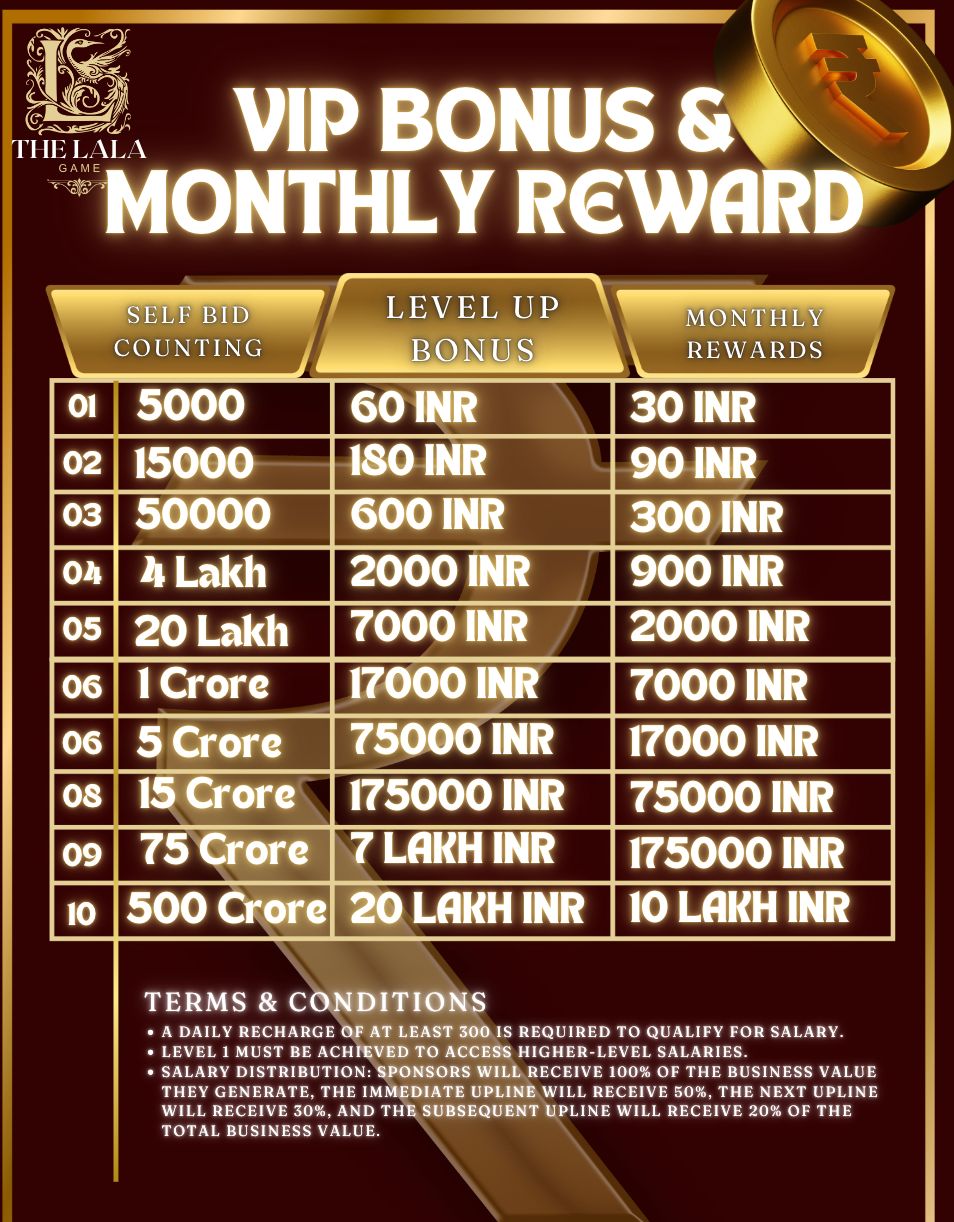 THE LALA
GAME
VIP BONUS &
MONTHLY REWARD
SELF BID
COUNTING
LEVEL UP
BONUS
MONTHLY
REWARDS
01 5000 60 INR 30 INR
02 15000 180 INR 90 INR
03 50000 600 INR 300 INR
04 4 Lakh 2000 INR 900 INR
05 20 Lakh 7000 INR 2000 INR
06 1 Crore 17000 INR 7000 INR
06 5 Crore 75000 INR 17000 INR
08 15 Crore 175000 INR 75000 INR
09 75 Crore 7 LAKH INR 175000 INR
10 500 Crore 20 LAKH INR 10 LAKH INR
TERMS & CONDITIONS
• A DAILY RECHARGE OF AT LEAST 300 IS REQUIRED TO QUALIFY FOR SALARY.
• LEVEL 1 MUST BE ACHIEVED TO ACCESS HIGHER-LEVEL SALARIES.
• SALARY DISTRIBUTION: SPONSORS WILL RECEIVE 100% OF THE BUSINESS VALUE
THEY GENERATE, THE IMMEDIATE UPLINE WILL RECEIVE 50%, THE NEXT UPLINE
WILL RECEIVE 30%, AND THE SUBSEQUENT UPLINE WILL RECEIVE 20% OF THE
TOTAL BUSINESS VALUE.